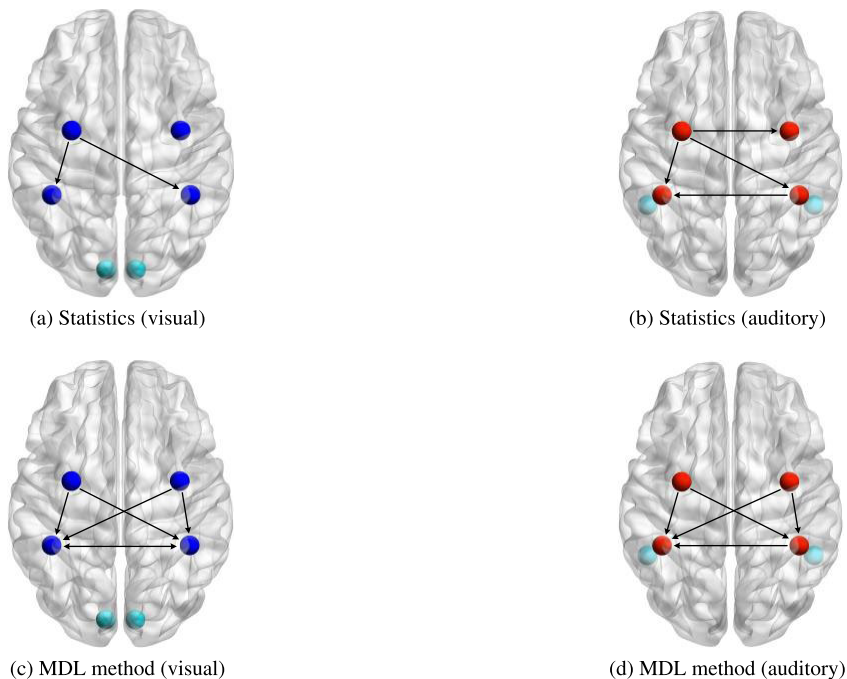 (a) Statistics (visual)
(b) Statistics (auditory)
(c) MDL method (visual)
(d) MDL method (auditory)